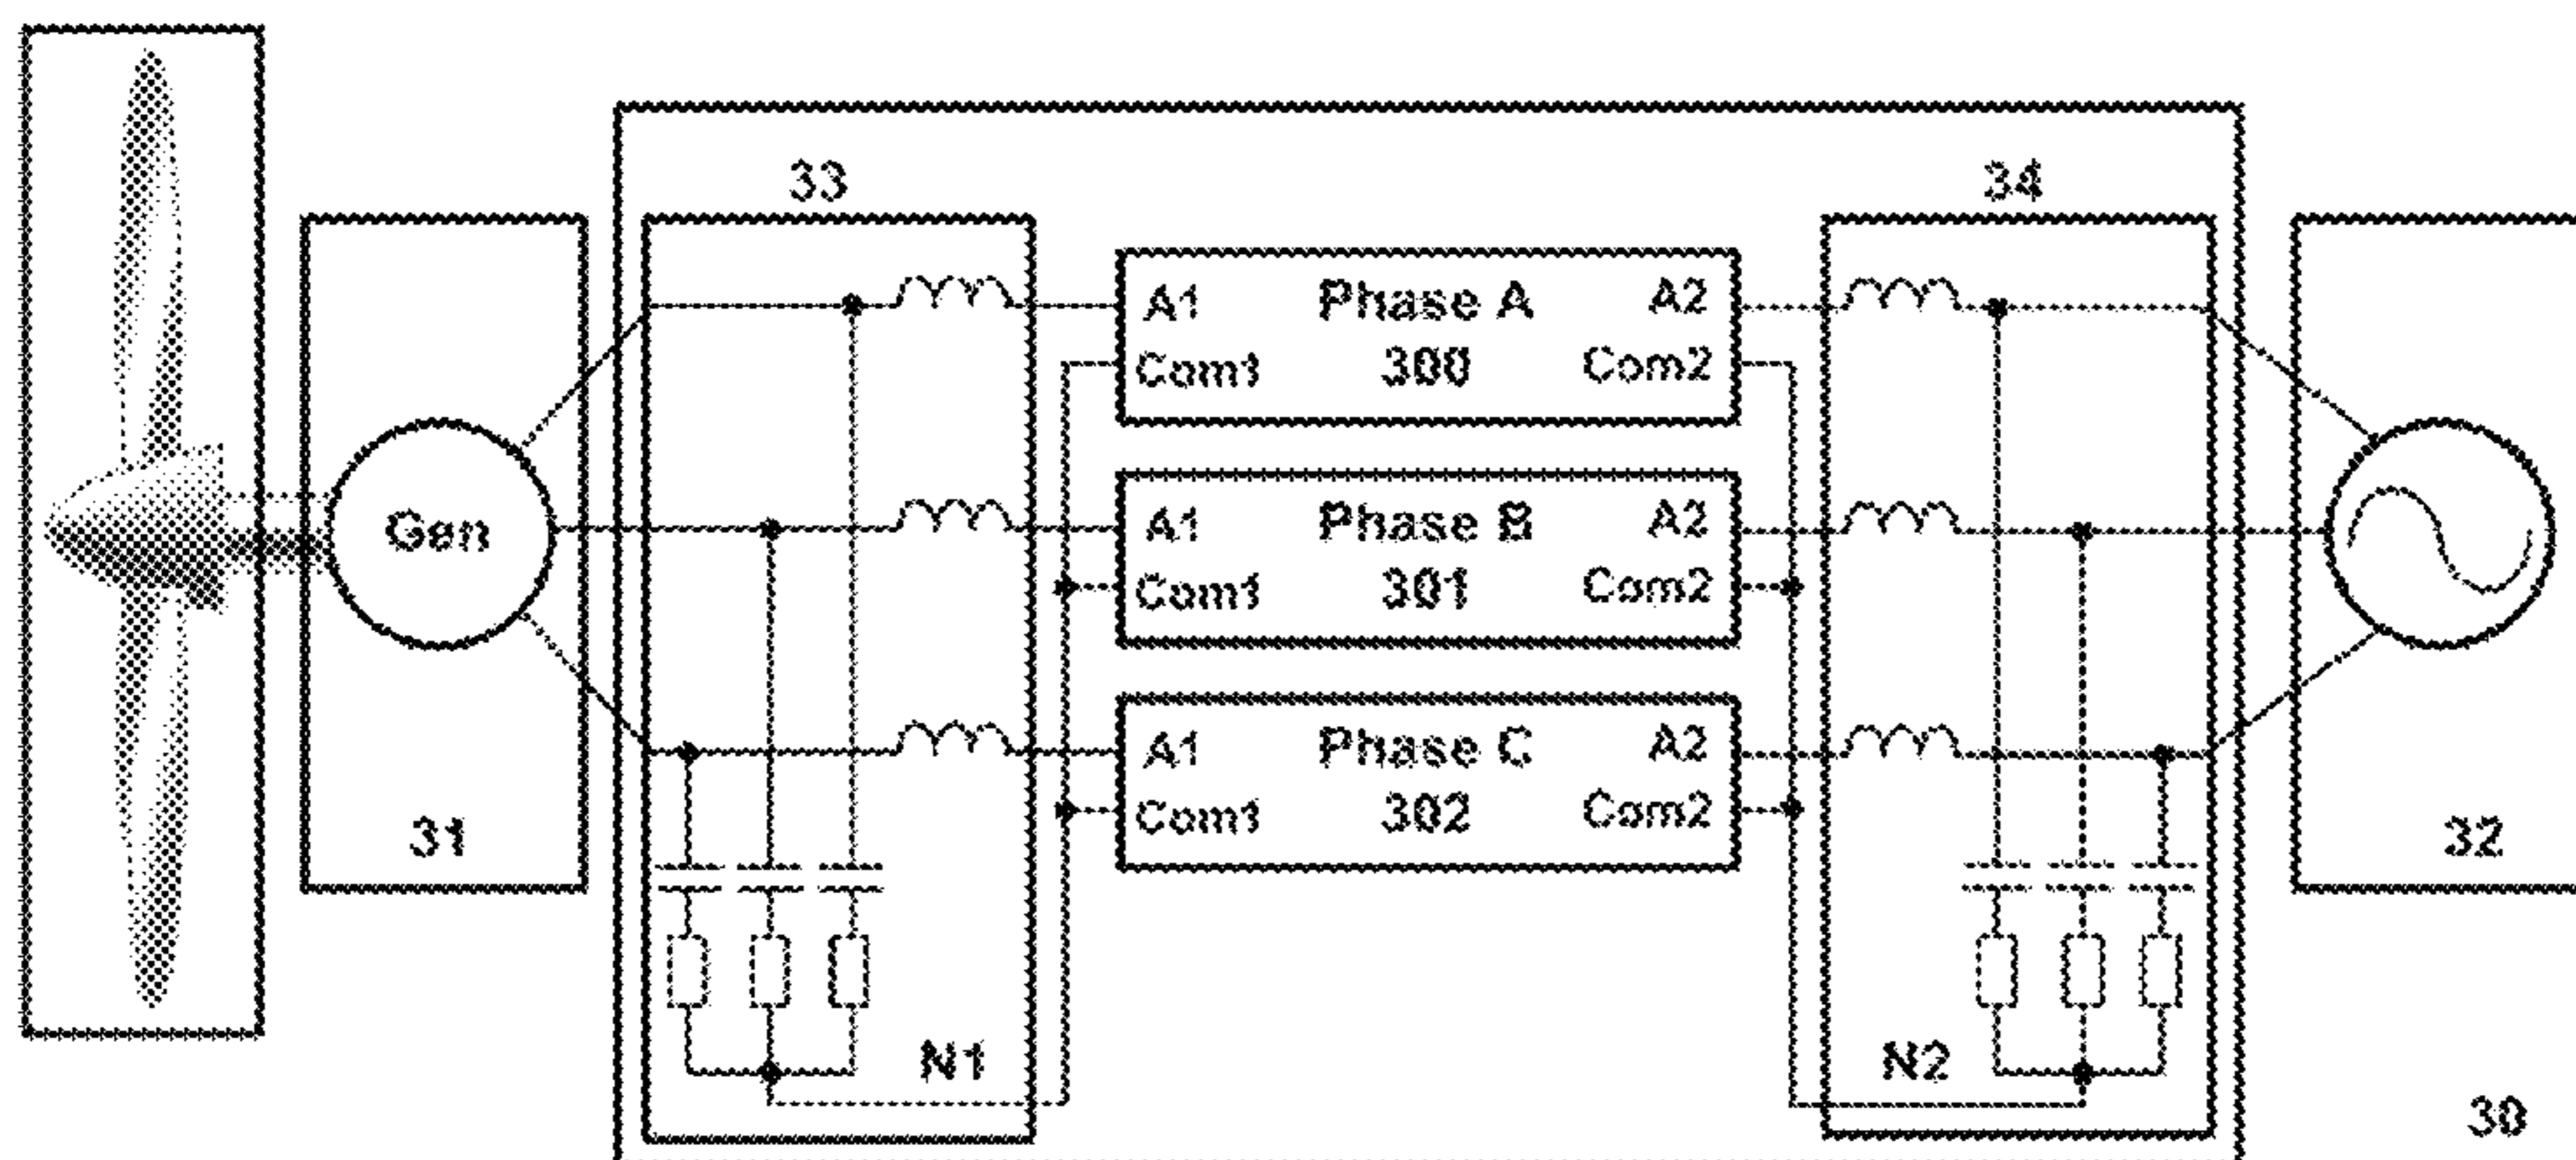 33
34
A1 Phase A A2
Com1 300 Com2
Gen
A1 Phase B A2
Com1 301 Com2
A1 Phase C A2
Com1 302 Com2
31
32
N1
N2
30